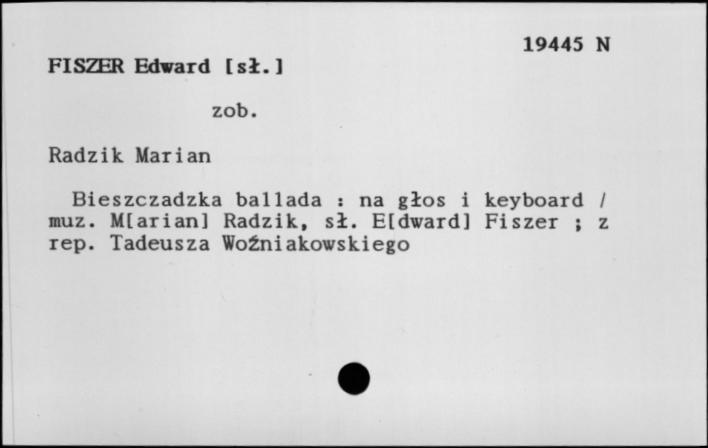 19445 N
FISZER Edward [sł.]
zob.
Radzik Marian
Bieszczadzka ballada : na głos i keyboard /
muz. M[arian] Radzik, sł. E[dward] Fiszer ; z
rep. Tadeusza Woźniakowskiego